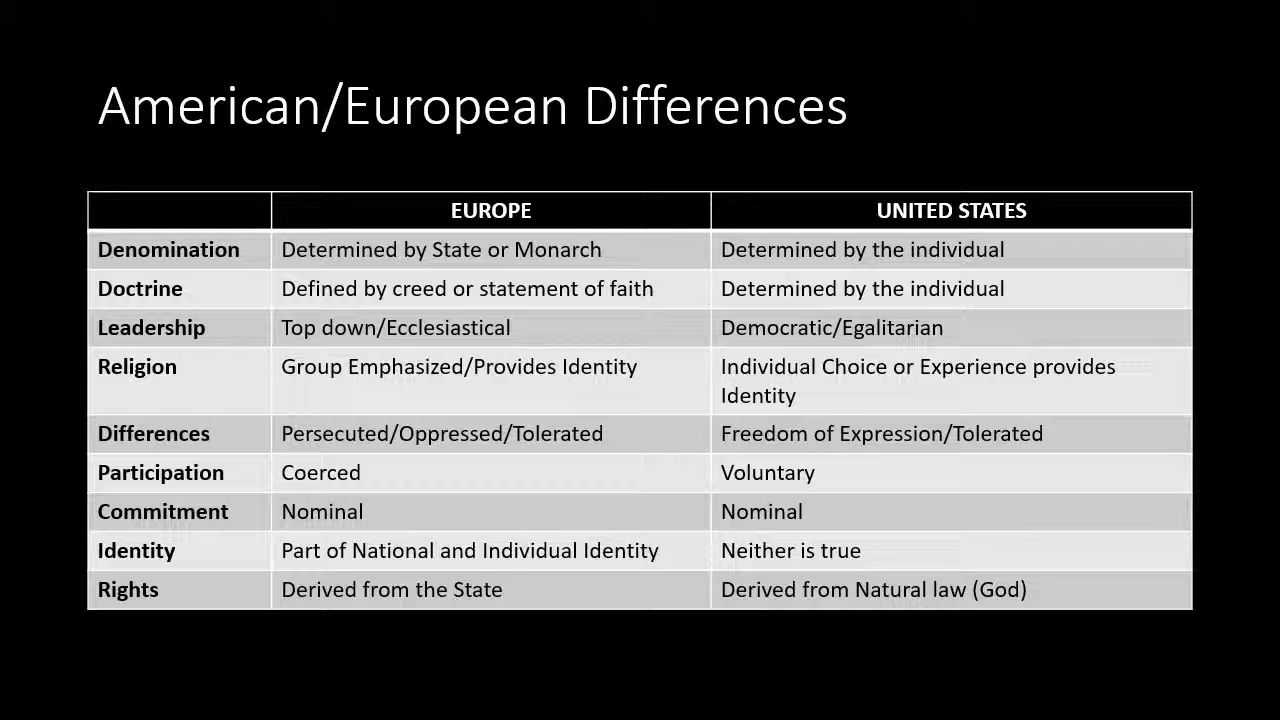 American/European Differences
EUROPE UNITED STATES
Denomination Determined by State or Monarch Determined by the individual
Doctrine Defined by creed or statement of faith Determined by the individual
Leadership Top down/Ecclesiastical Democratic/Egalitarian
Religion Group Emphasized/Provides Identity Individual Choice or Experience provides
Identity
Differences Persecuted/Oppressed/Tolerated Freedom of Expression/Tolerated
Participation Coerced Voluntary
Commitment Nominal Nominal
Identity Part of National and Individual Identity Neither is true
Rights Derived from the State Derived from Natural law (God)